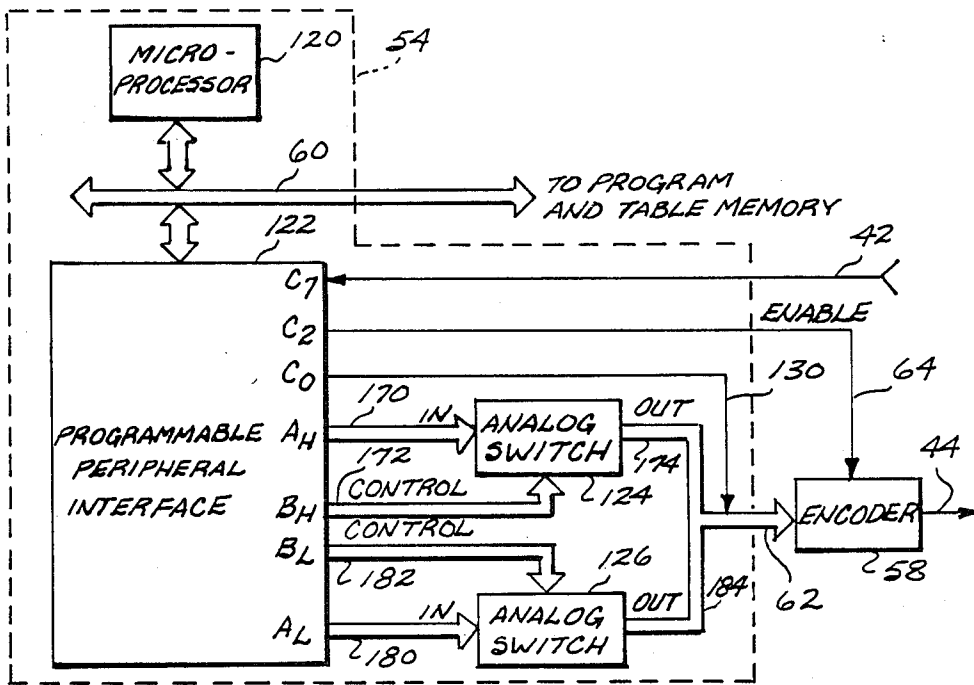 MICRO-
PROCESSOR
120
54
60
TO PROGRAM
AND TABLE MEMORY
122
42
C7
ENABLE
C2
C0
130
64
170
IN
ANALOG
SWITCH
OUT
AH
174
44
PROGRAMMABLE
PERIPHERAL
INTERFACE
172
CONTROL
124
BH
ENCODER
CONTROL
BL
182
126
58
62
184
IN
ANALOG
SWITCH
OUT
AL
180